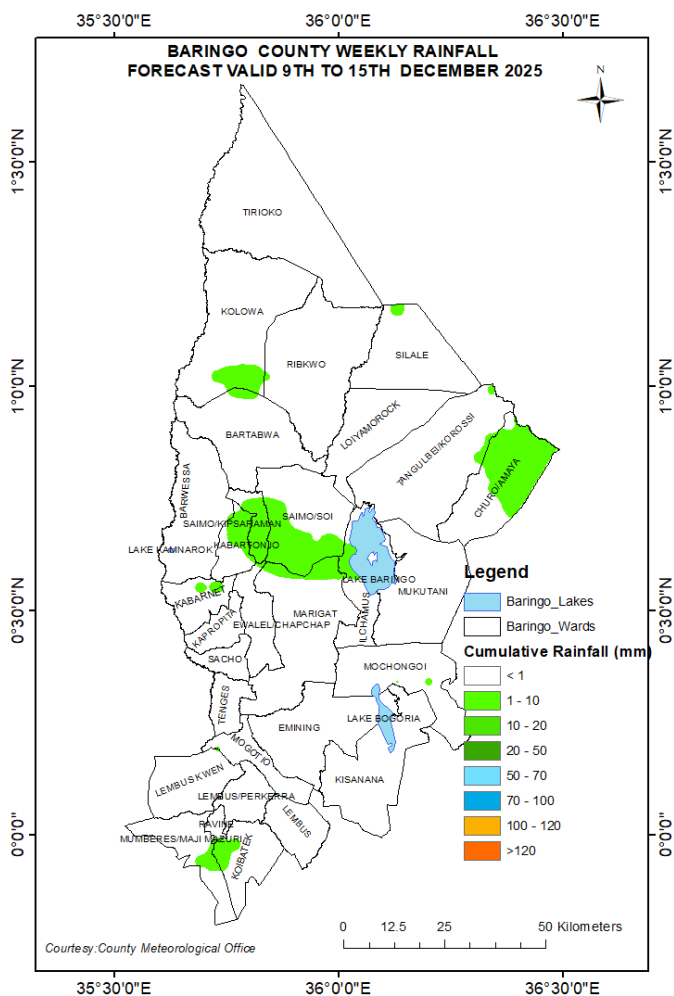 35°30'0"E 36°0'0"E 36°30'0"E
BARINGO COUNTY WEEKLY RAINFALL
FORECAST VALID 9TH TO 15TH DECEMBER 2025
N
1°30'0"N 1°30'0"N
TIRIOKO
KOLOWA
RIBKWO
SILALE
1°0'0"N 1°0'0"N
LOIYAMOROCK
TANGULBEI/KOROSSI
BARTABWA
CHURO/AMAYA
BARWESSA
SAIMO/SOI
SAIMO/KIPSARAMAN
KABARTONJO
LAKE KAMNAROK
LAKE BARINGO
MUKUTANI
KABARNET
ILCHAMUS
MARIGAT
EWALEL/CHAPCHAP
KAPROPITA
0°30'0"N 0°30'0"N
SACHO
MOCHONGOI
TENGES
LAKE BOGORIA
EMINING
MOGOTIO
KISANANA
LEMBUS KWEN
LEMBUS/PERKERRA
LEMBUS
RAVINE
MUMBERES/MAJI MAZURI
KOIBATEK
0°0'0" 0°0'0"
Legend
Baringo_Lakes
Baringo_Wards
Cumulative Rainfall (mm)
< 1
1 - 10
10 - 20
20 - 50
50 - 70
70 - 100
100 - 120
>120
0 12.5 25 50 Kilometers
Courtesy:County Meteorological Office
35°30'0"E 36°0'0"E 36°30'0"E